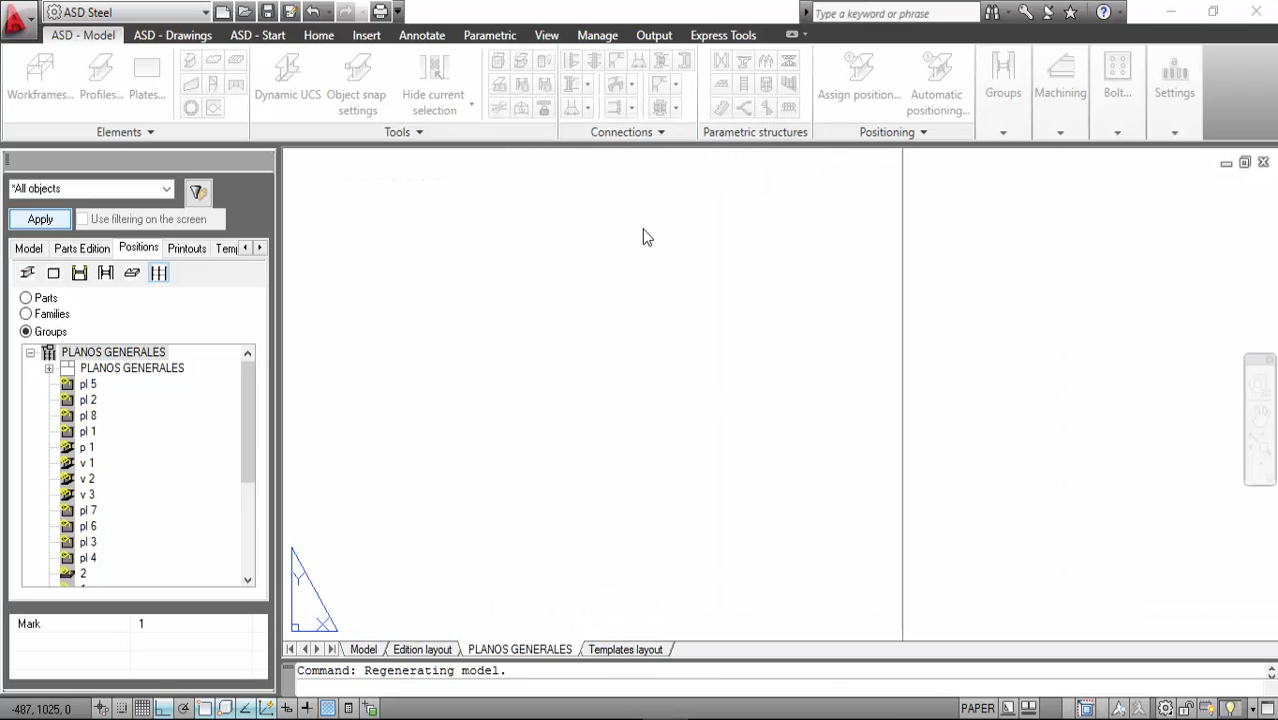 ASD Steel
Type a keyword or phrase
ASD - Model
ASD - Drawings
ASD - Start
Home
Insert
Annotate
Parametric
View
Manage
Output
Express Tools
Workframes...
Profiles...
Plates...
Dynamic UCS
Object snap
settings
Hide current
selection
Assign position...
Automatic
positioning...
Groups
Machining
Bolt...
Settings
Elements
Tools
Connections
Parametric structures
Positioning
*All objects
Apply
Use filtering on the screen
Model
Parts Edition
Positions
Printouts
Parts
Families
Groups
PLANOS GENERALES
PLANOS GENERALES
pl 5
pl 2
pl 8
pl 1
p 1
v 1
v 2
v 3
pl 7
pl 6
pl 3
pl 4
2
Mark 1
Y
X
Model
Edition layout
PLANOS GENERALES
Templates layout
Command: Regenerating model.
-487, 1025, 0
PAPER